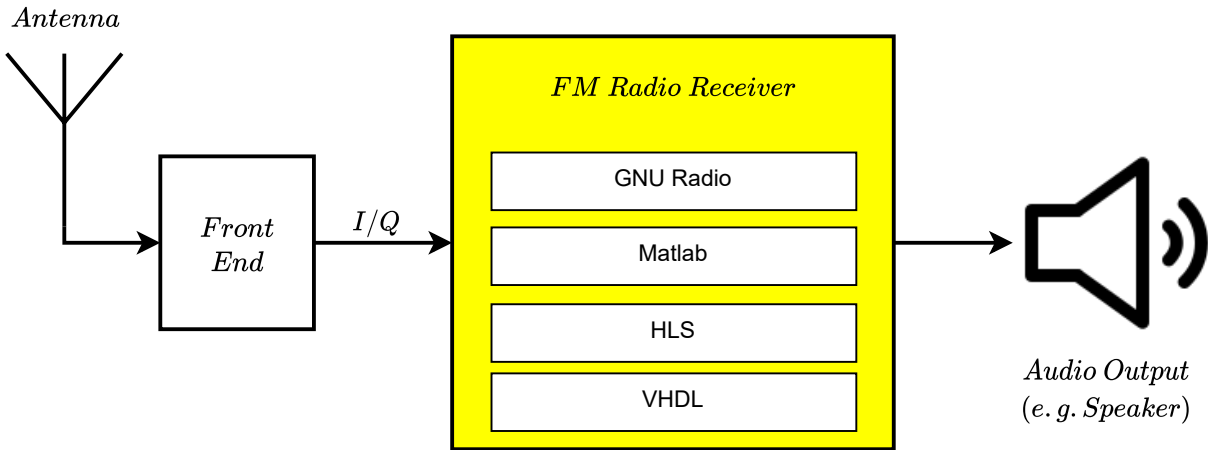 Antenna
Front
End
I/Q
FM Radio Receiver
GNU Radio
Matlab
HLS
VHDL
Audio Output
(e. g. Speaker)